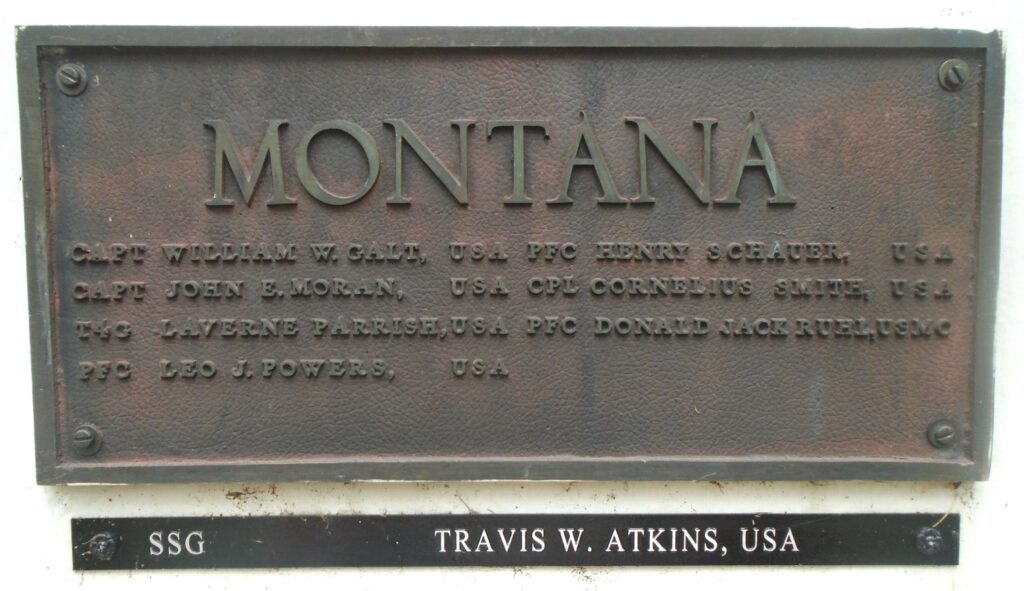 MONTANA
CAPT WILLIAM W. GALT, USA PFC HENRY SCHAUER, USA
CAPT JOHN E. MORAN, USA CPL CORNELIUS SMITH, USA
T4G LAVERNE PARRISH, USA PFC DONALD JACK RUHL, USMC
PFC LEO J. POWERS, USA
SSG TRAVIS W. ATKINS, USA